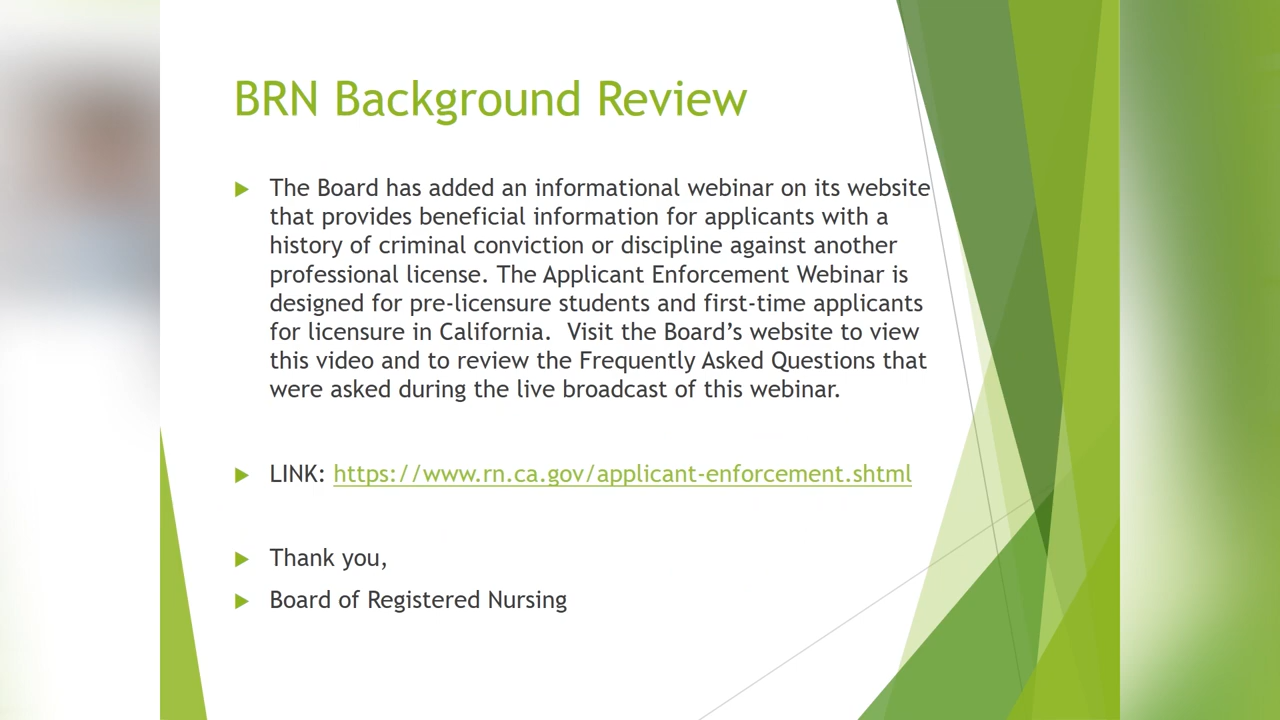 BRN Background Review
The Board has added an informational webinar on its website
that provides beneficial information for applicants with a
history of criminal conviction or discipline against another
professional license. The Applicant Enforcement Webinar is
designed for pre-licensure students and first-time applicants
for licensure in California.  Visit the Board’s website to view
this video and to review the Frequently Asked Questions that
were asked during the live broadcast of this webinar.
LINK: https://www.rn.ca.gov/applicant-enforcement.shtml
Thank you,
Board of Registered Nursing